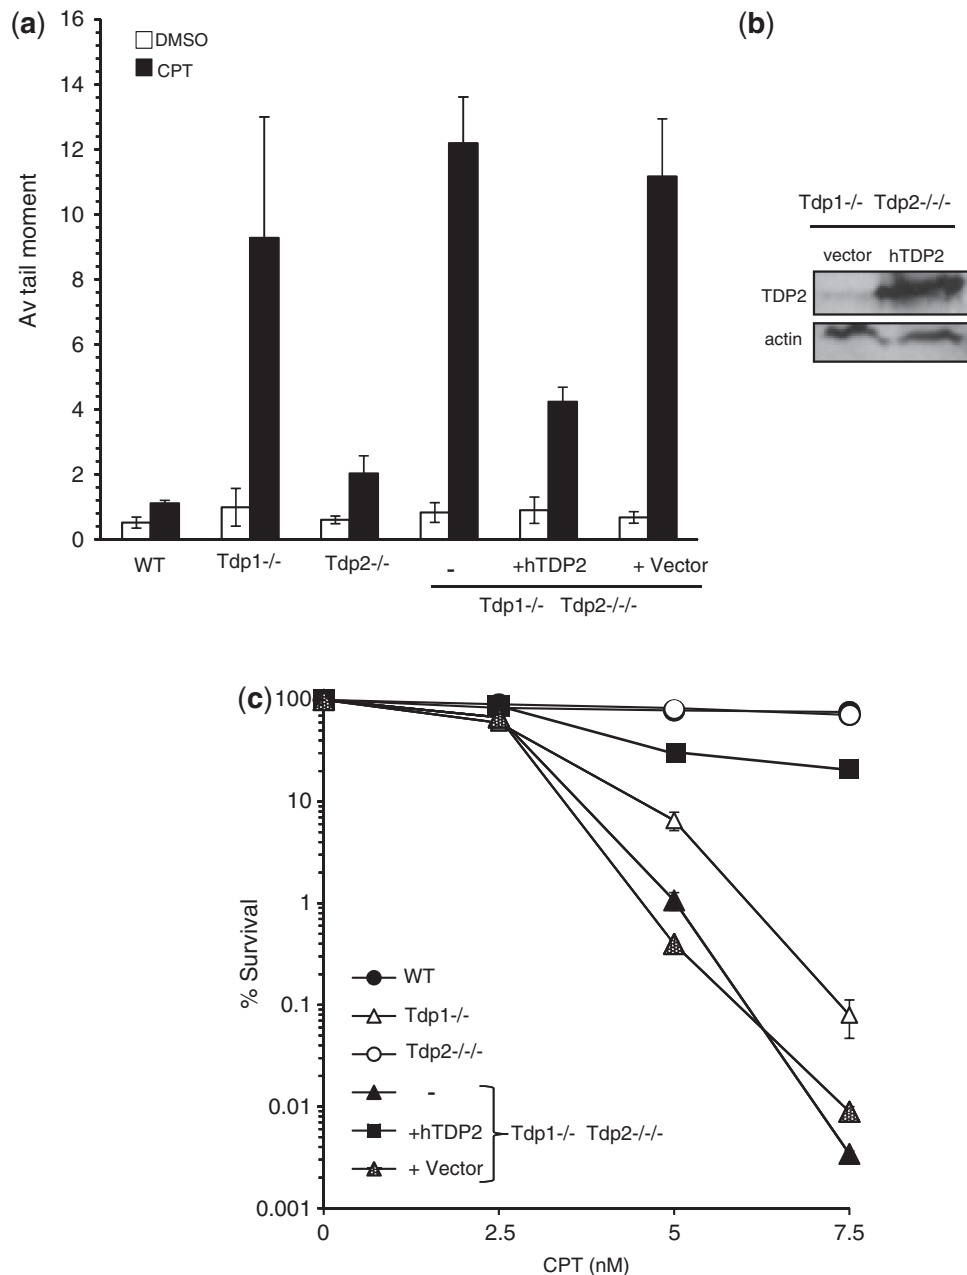 (a)
16
14
12
10
8
6
4
2
0
Av tail moment
DMSO
CPT
WT
Tdp1-/-
Tdp2-/-
-
+hTDP2
+ Vector
Tdp1-/- Tdp2-/-/-
(b)
Tdp1-/- Tdp2-/-/-
vector hTDP2
TDP2
actin
(c)
100
10
1
0.1
0.01
0.001
% Survival
WT
Tdp1-/-
Tdp2-/-/-
-
+hTDP2
+ Vector
Tdp1-/- Tdp2-/-/-
0 2.5 5 7.5
CPT (nM)